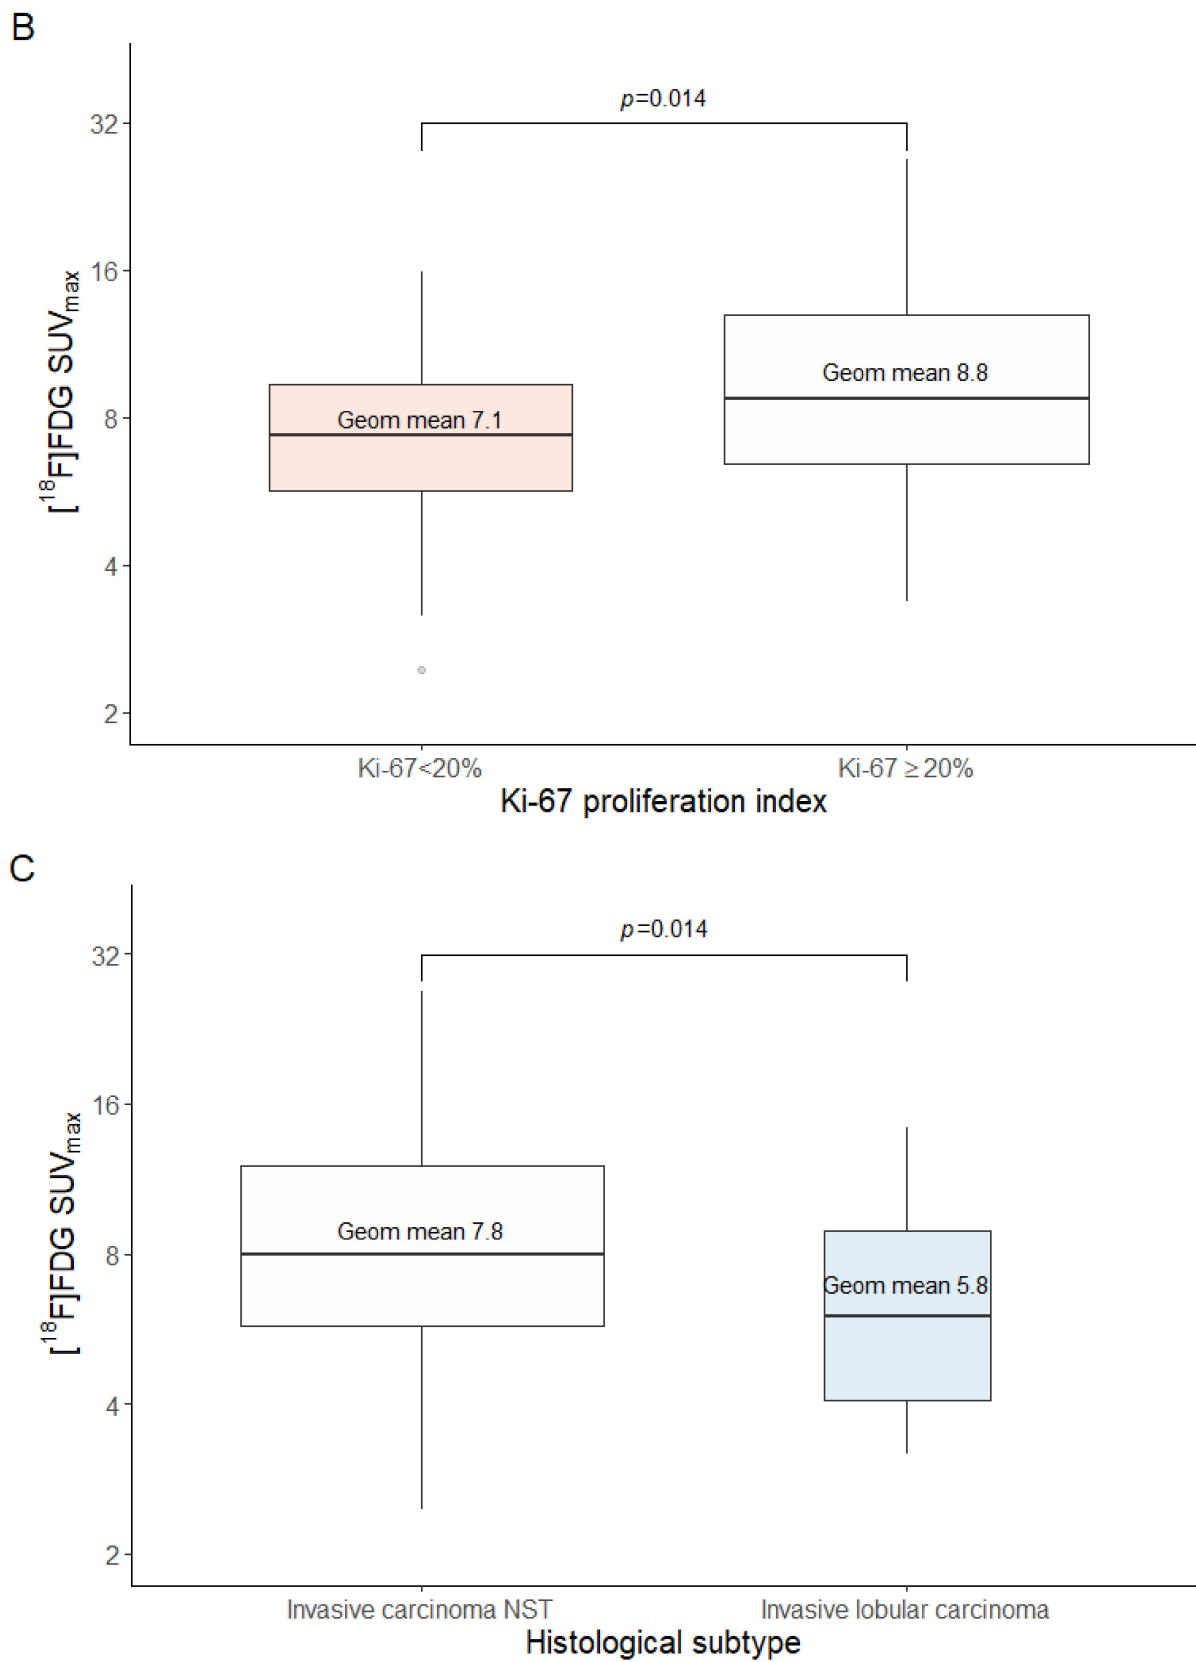 B
p=0.014
32
16
8
4
2
[¹⁸F]FDG SUVmax
Geom mean 7.1
Geom mean 8.8
Ki-67<20%
Ki-67 ≥ 20%
Ki-67 proliferation index
C
p=0.014
32
16
8
4
2
[¹⁸F]FDG SUVmax
Geom mean 7.8
Geom mean 5.8
Invasive carcinoma NST
Invasive lobular carcinoma
Histological subtype